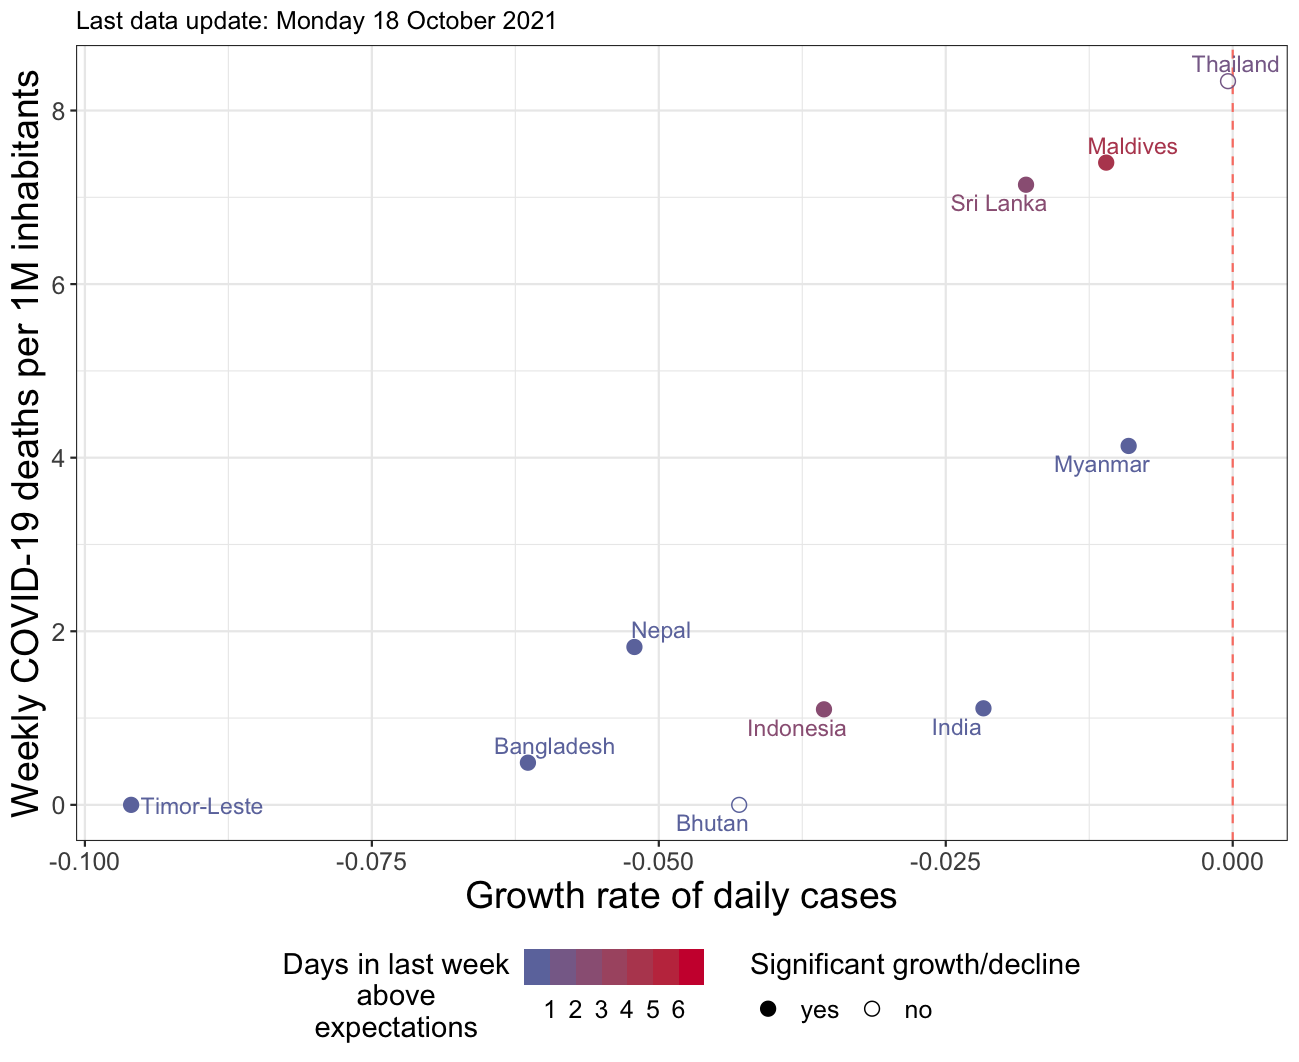 Last data update: Monday 18 October 2021
Weekly COVID-19 deaths per 1M inhabitants
8
6
4
2
0
Thailand
Maldives
Sri Lanka
Myanmar
Nepal
Indonesia
India
Bangladesh
Timor-Leste
Bhutan
-0.100 -0.075 -0.050 -0.025 0.000
Growth rate of daily cases
Days in last week
above
expectations
1 2 3 4 5 6
Significant growth/decline
yes no